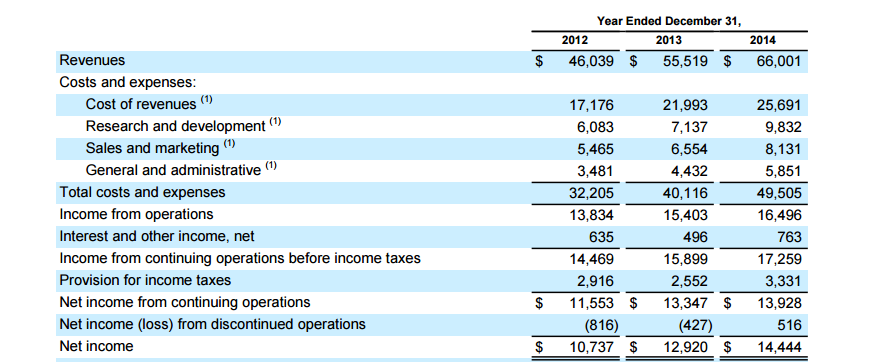 Year Ended December 31,
2012 2013 2014
Revenues $ 46,039 $ 55,519 $ 66,001
Costs and expenses:
Cost of revenues (1) 17,176 21,993 25,691
Research and development (1) 6,083 7,137 9,832
Sales and marketing (1) 5,465 6,554 8,131
General and administrative (1) 3,481 4,432 5,851
Total costs and expenses 32,205 40,116 49,505
Income from operations 13,834 15,403 16,496
Interest and other income, net 635 496 763
Income from continuing operations before income taxes 14,469 15,899 17,259
Provision for income taxes 2,916 2,552 3,331
Net income from continuing operations $ 11,553 $ 13,347 $ 13,928
Net income (loss) from discontinued operations (816) (427) 516
Net income $ 10,737 $ 12,920 $ 14,444